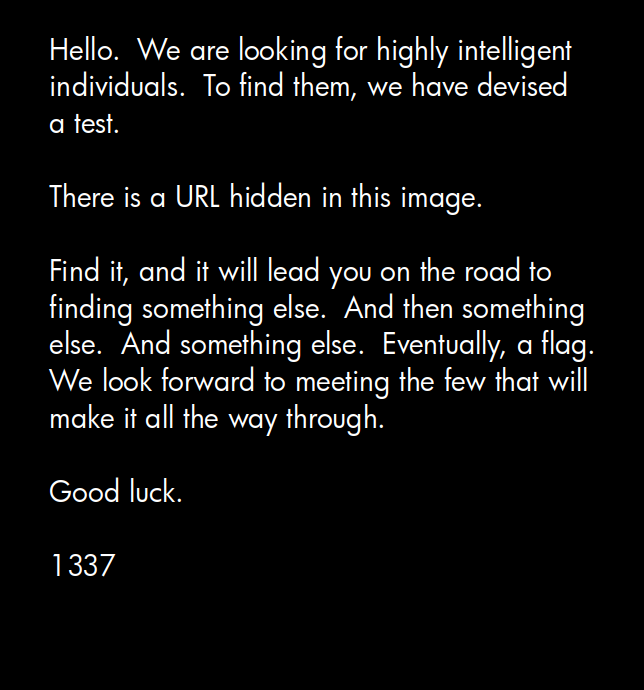 Hello.  We are looking for highly intelligent
individuals.  To find them, we have devised
a test.
There is a URL hidden in this image.
Find it, and it will lead you on the road to
finding something else.  And then something
else.  And something else.  Eventually, a flag.
We look forward to meeting the few that will
make it all the way through.
Good luck.
1337